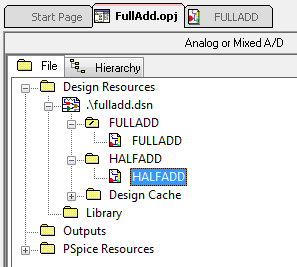 Start Page FullAdd.opj FULLADD
Analog or Mixed A/D
File Hierarchy
Design Resources
.\fulladd.dsn
FULLADD
FULLADD
HALFADD
HALFADD
Design Cache
Library
Outputs
PSpice Resources